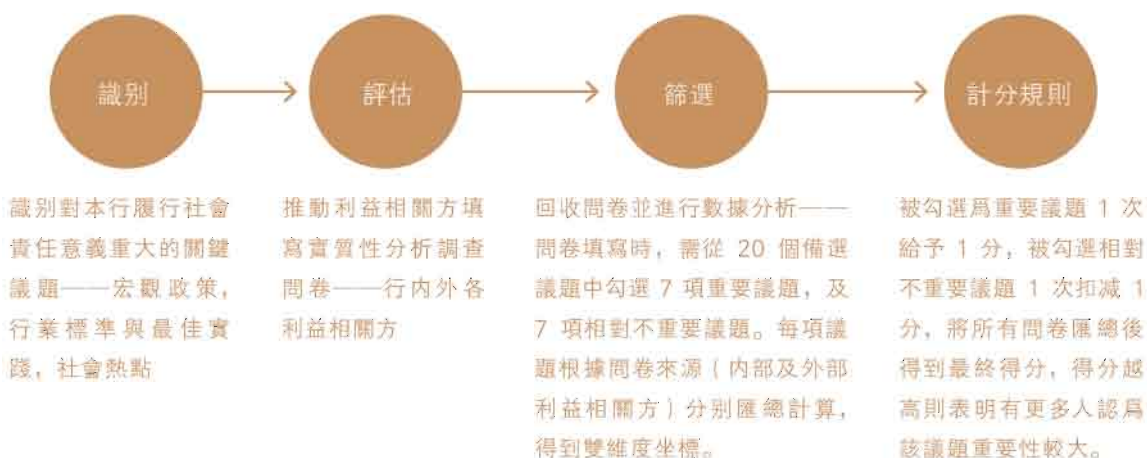 識別
評估
篩選
計分規則
識別對本行履行社會
責任意義重大的關鍵
議題——宏觀政策，
行業標準與最佳實
踐，社會熱點
推動利益相關方填
寫實質性分析調查
問卷——行内外各
利益相關方
回收問卷並進行數據分析——
問卷填寫時，需從 20 個備選
議題中勾選 7 項重要議題，及
7 項相對不重要議題。每項議
題根據問卷來源（内部及外部
利益相關方）分別匯總計算，
得到雙維度坐標。
被勾選爲重要議題 1 次
給予 1 分，被勾選相對
不重要議題 1 次扣减 1
分，將所有問卷匯總後
得到最終得分，得分越
高則表明有更多人認爲
該議題重要性較大。